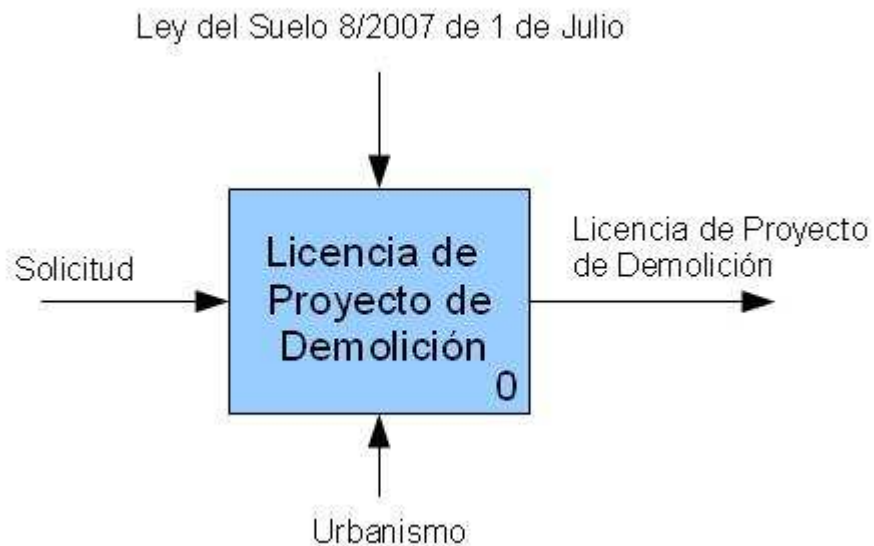 Ley del Suelo 8/2007 de 1 de Julio
Solicitud
Licencia de
Proyecto de
Demolición
0
Licencia de Proyecto
de Demolición
Urbanismo